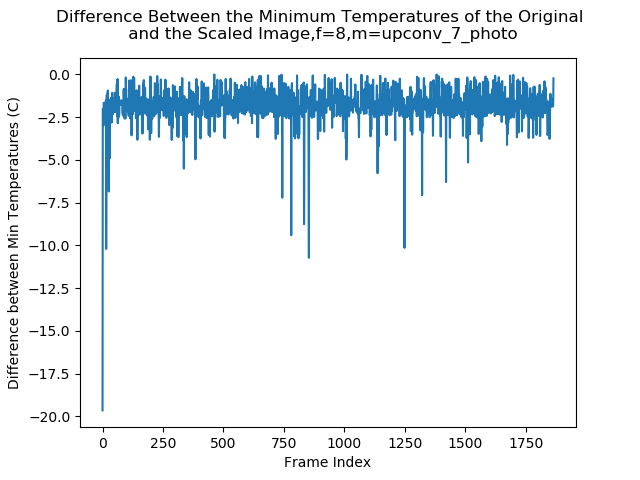 Difference Between the Minimum Temperatures of the Original
and the Scaled Image,f=8,m=upconv_7_photo
Difference between Min Temperatures (C)
0.0
−2.5
−5.0
−7.5
−10.0
−12.5
−15.0
−17.5
−20.0
0 250 500 750 1000 1250 1500 1750
Frame Index